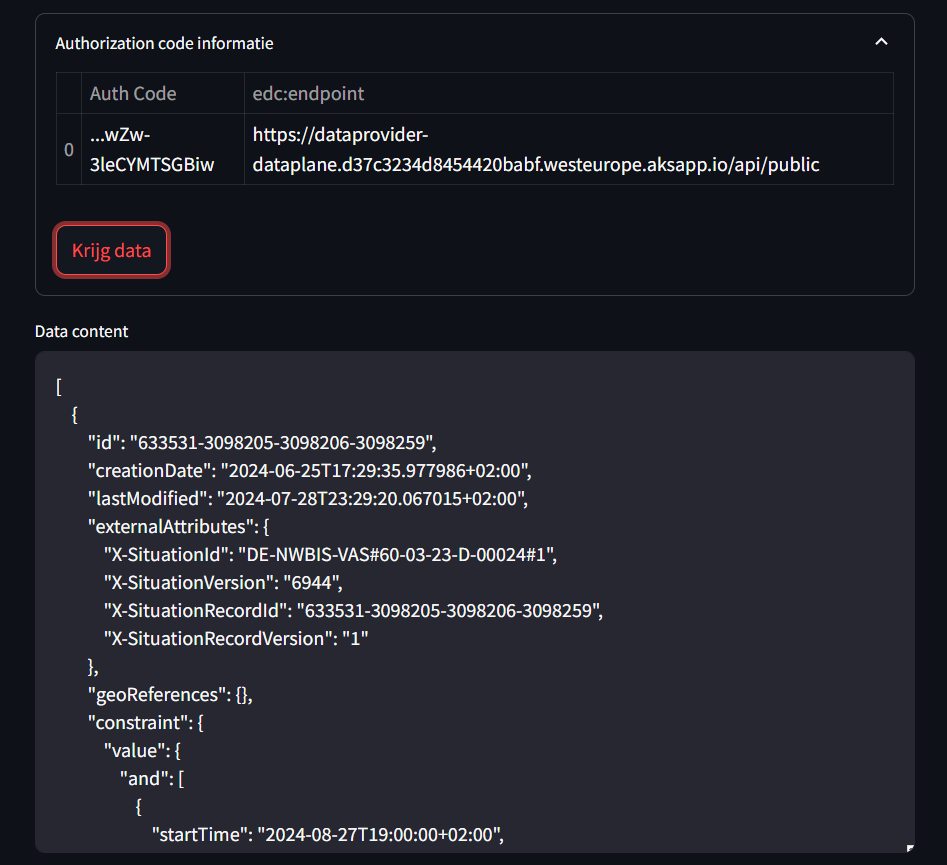 Authorization code informatie
Auth Code edc:endpoint
0 ...wZw-3leCYMTSGBiw https://dataprovider-dataplane.d37c3234d8454420babf.westeurope.aksapp.io/api/public
Krijg data
Data content
[
{
"id": "633531-3098205-3098206-3098259",
"creationDate": "2024-06-25T17:29:35.977986+02:00",
"lastModified": "2024-07-28T23:29:20.067015+02:00",
"externalAttributes": {
"X-SituationId": "DE-NWBIS-VAS#60-03-23-D-00024#1",
"X-SituationVersion": "6944",
"X-SituationRecordId": "633531-3098205-3098206-3098259",
"X-SituationRecordVersion": "1"
},
"geoReferences": {},
"constraint": {
"value": {
"and": [
{
"startTime": "2024-08-27T19:00:00+02:00",